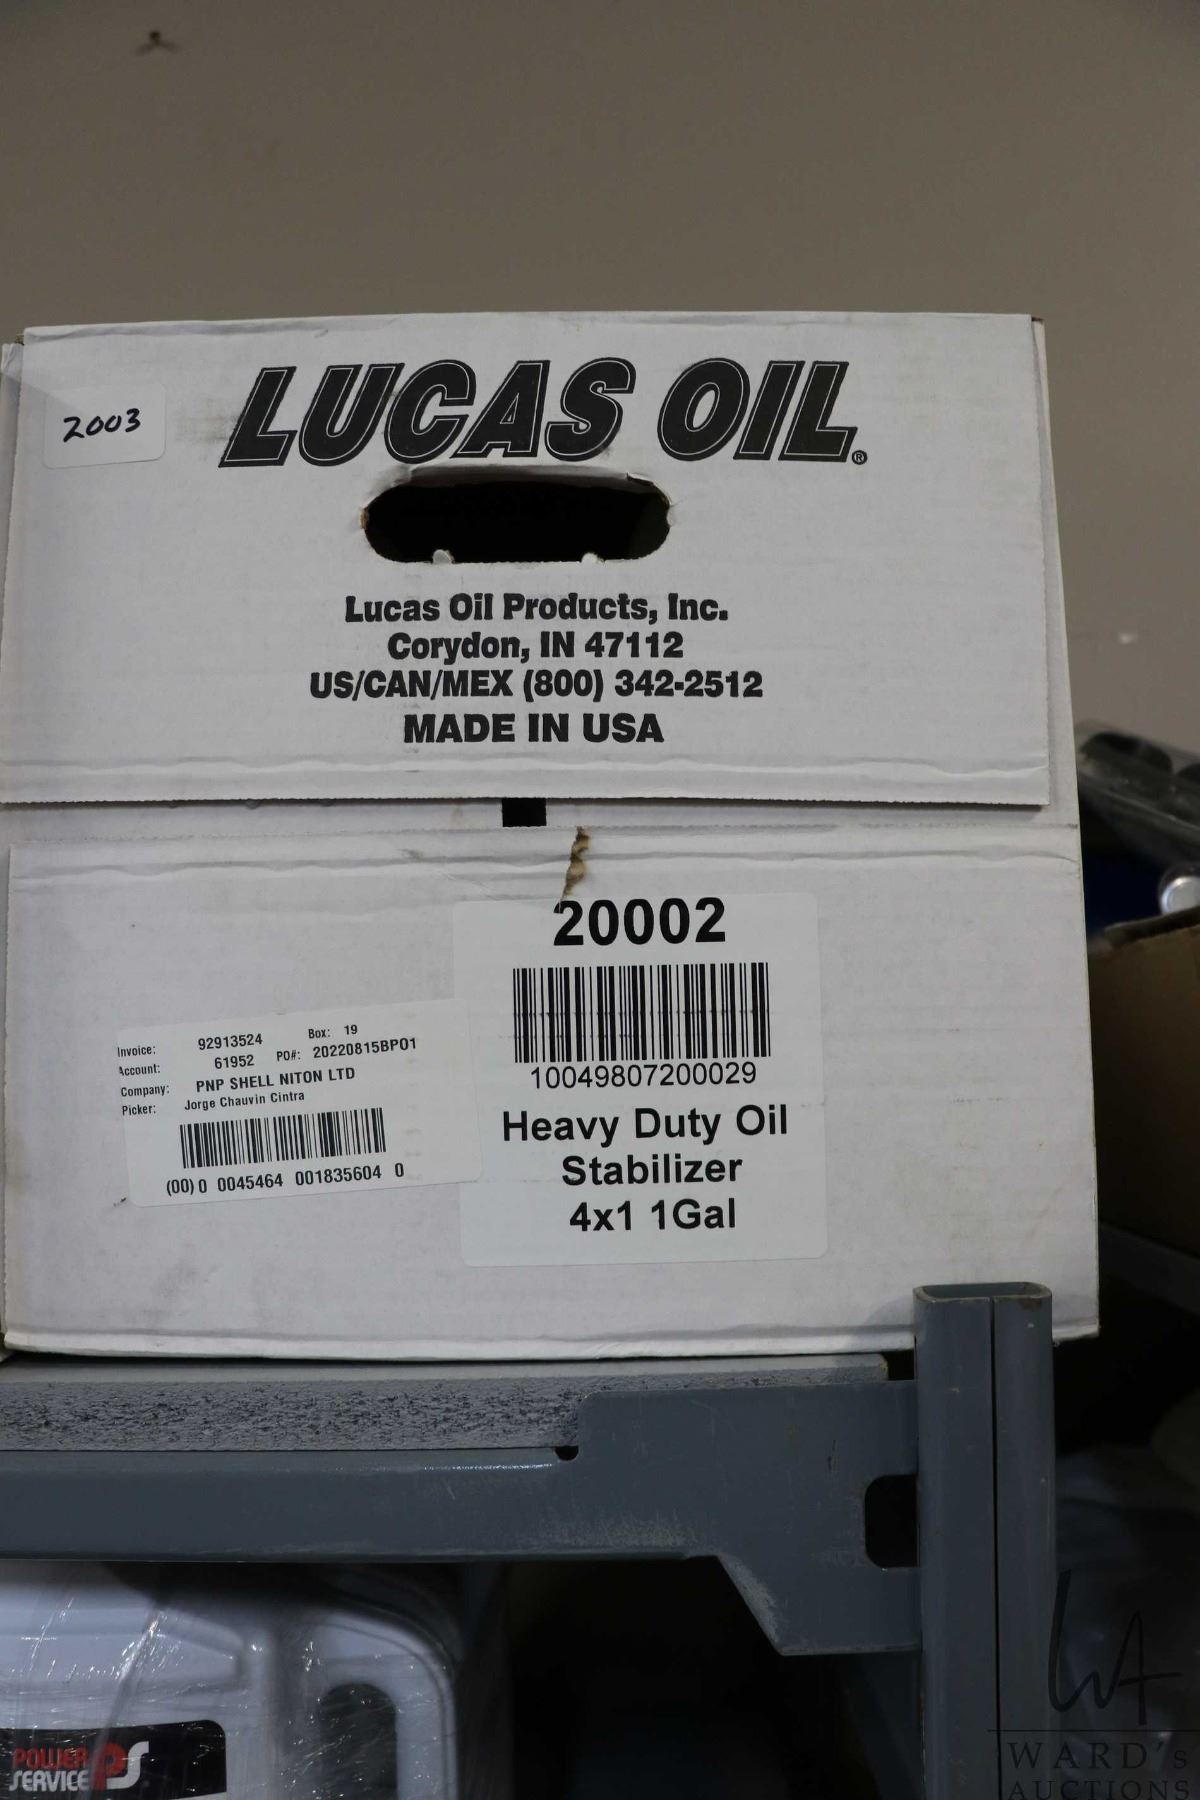 2003
LUCAS OIL®
Lucas Oil Products, Inc.
Corydon, IN 47112
US/CAN/MEX (800) 342-2512
MADE IN USA
20002
10049807200029
Heavy Duty Oil
Stabilizer
4x1 1Gal
Invoice: 92913524 Box: 19
Account: 61952 PO#: 20220815BP01
Company: PNP SHELL NITON LTD
Picker: Jorge Chauvin Cintra
(00) 0 0045464 001835604 0
POWER
SERVICE PS
WA
WARD's
AUCTIONS